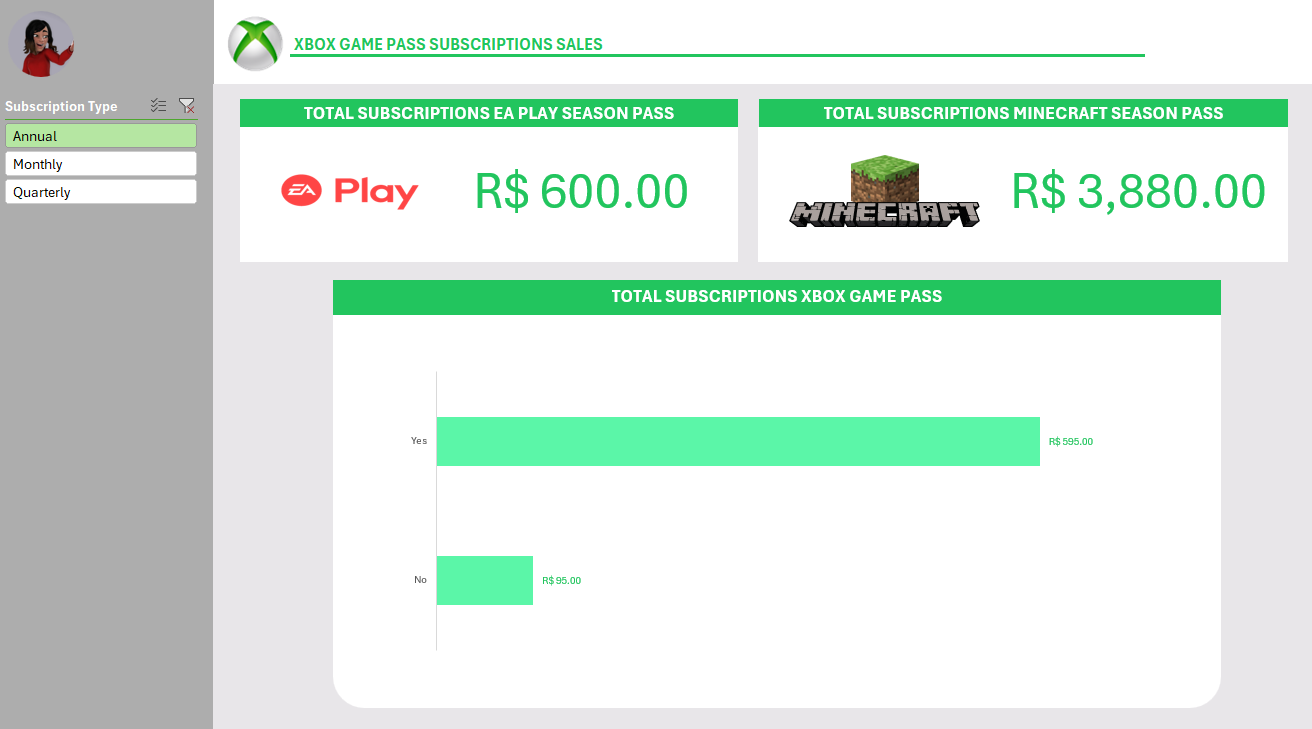 XBOX GAME PASS SUBSCRIPTIONS SALES
Subscription Type
Annual
Monthly
Quarterly
TOTAL SUBSCRIPTIONS EA PLAY SEASON PASS
EA Play
R$ 600.00
TOTAL SUBSCRIPTIONS MINECRAFT SEASON PASS
MINECRAFT
R$ 3,880.00
TOTAL SUBSCRIPTIONS XBOX GAME PASS
Yes
R$ 595.00
No
R$ 95.00